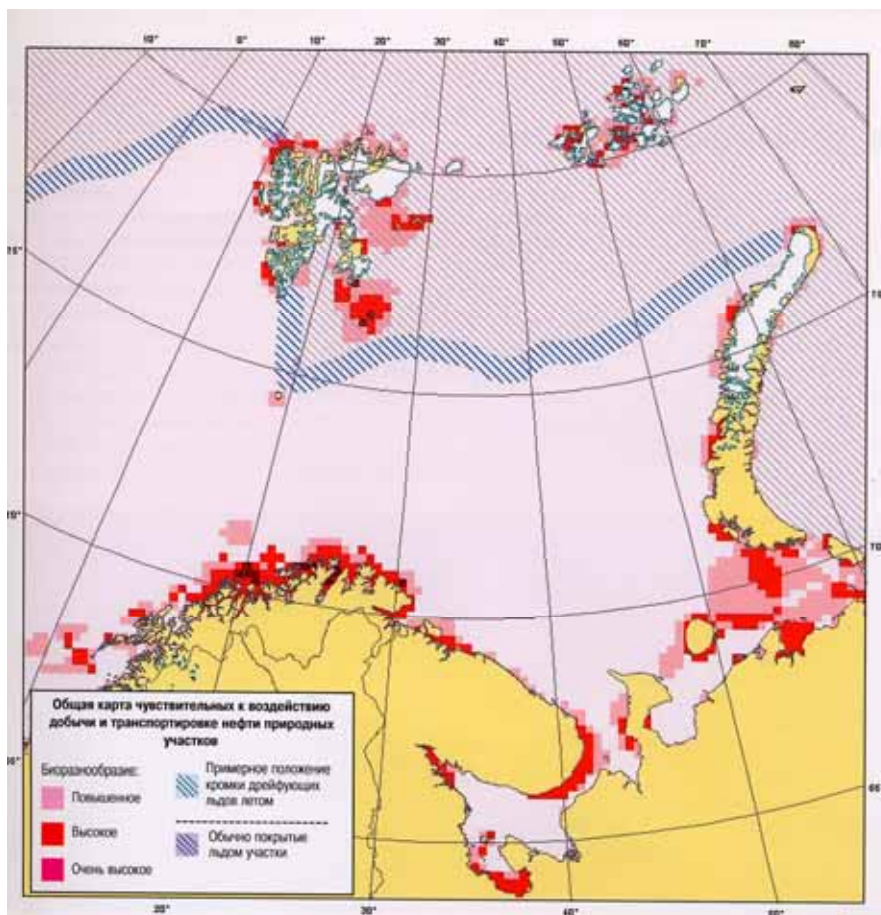 10° 0° 10° 20° 30° 40° 50° 60° 70° 80°
75°
70°
Общая карта чувствительных к воздействию
добычи и транспортировке нефти природных
участков
Биоразнообразие:
Повышенное
Высокое
Очень высокое
Примерное положение
кромки дрейфующих
льдов летом
Обычно покрытые
льдом участки
65°
20° 30° 40° 50°